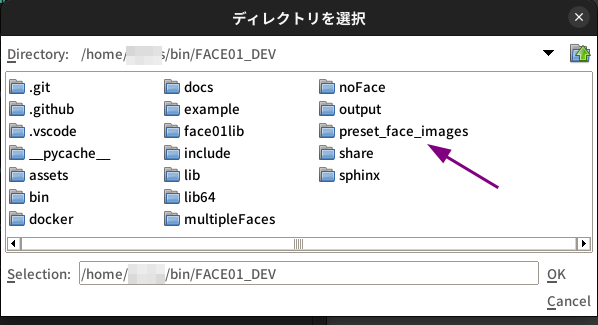 ディレクトリを選択
Directory: /home/ s/bin/FACE01_DEV
.git
.github
.vscode
__pycache__
assets
bin
docker
docs
example
face01lib
include
lib
lib64
multipleFaces
noFace
output
preset_face_images
share
sphinx
Selection: /home/ /bin/FACE01_DEV
OK
Cancel